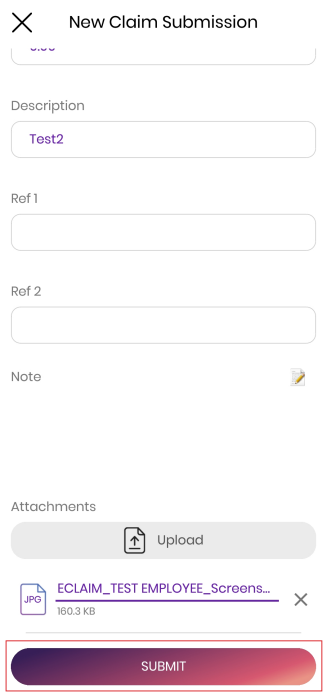 New Claim Submission
Description
Test2
Ref 1
Ref 2
Note
Attachments
Upload
JPG
ECLAIM_TEST EMPLOYEE_Screens...
160.3 KB
SUBMIT